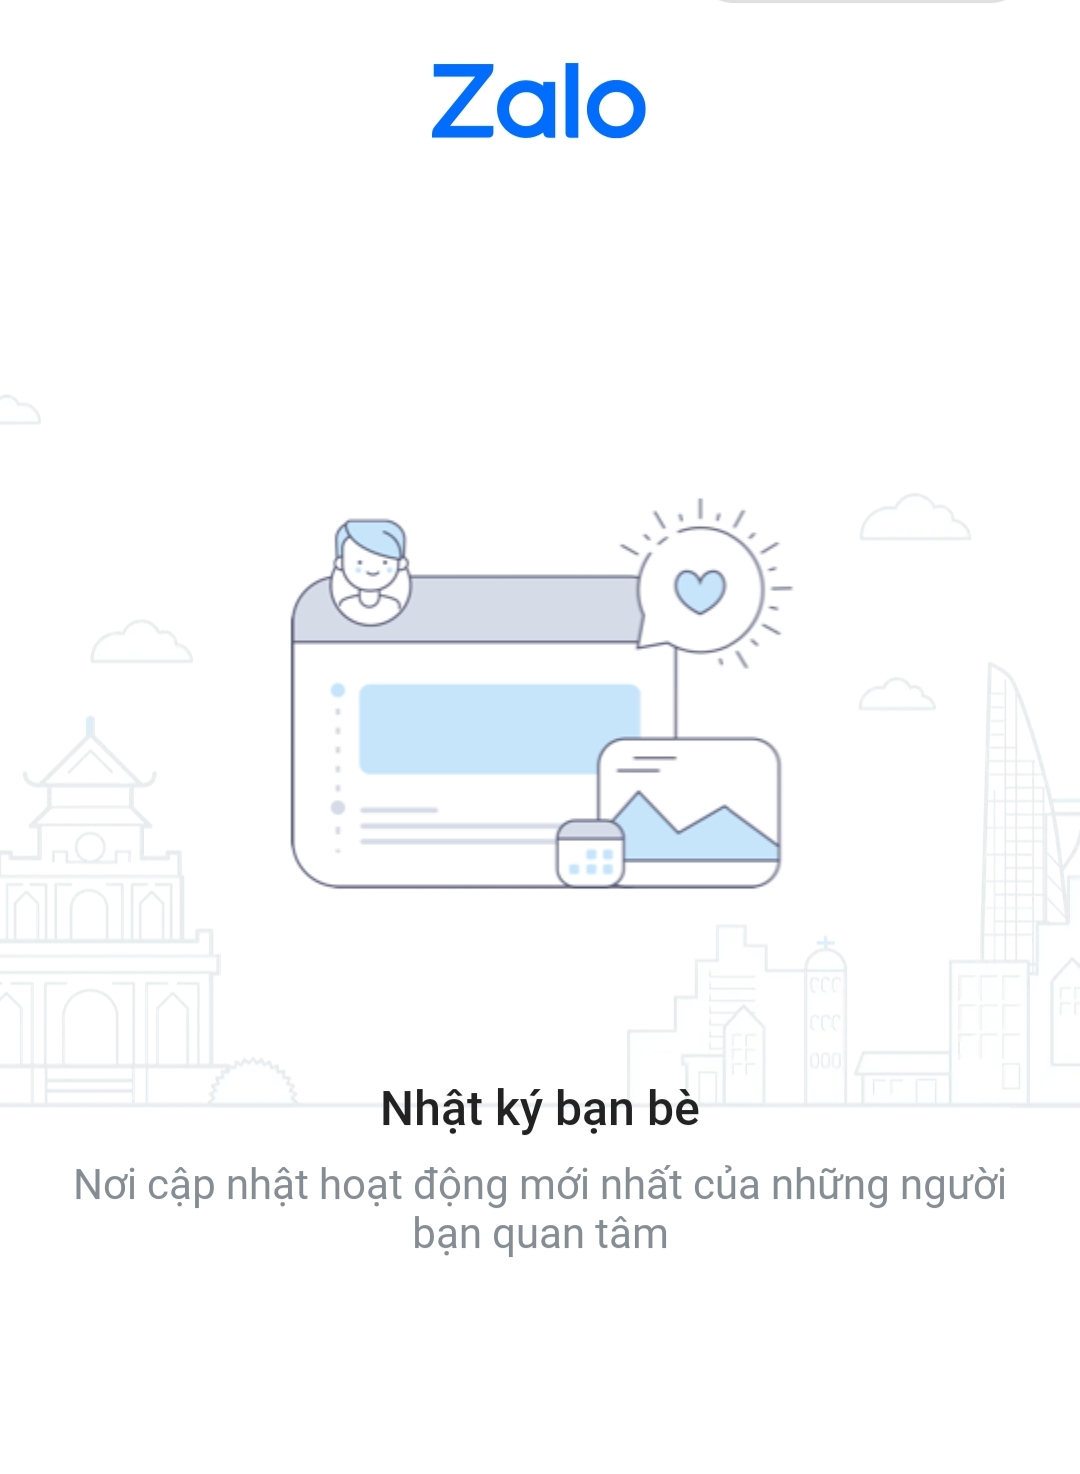 Zalo
Nhật ký bạn bè
Nơi cập nhật hoạt động mới nhất của những người
bạn quan tâm